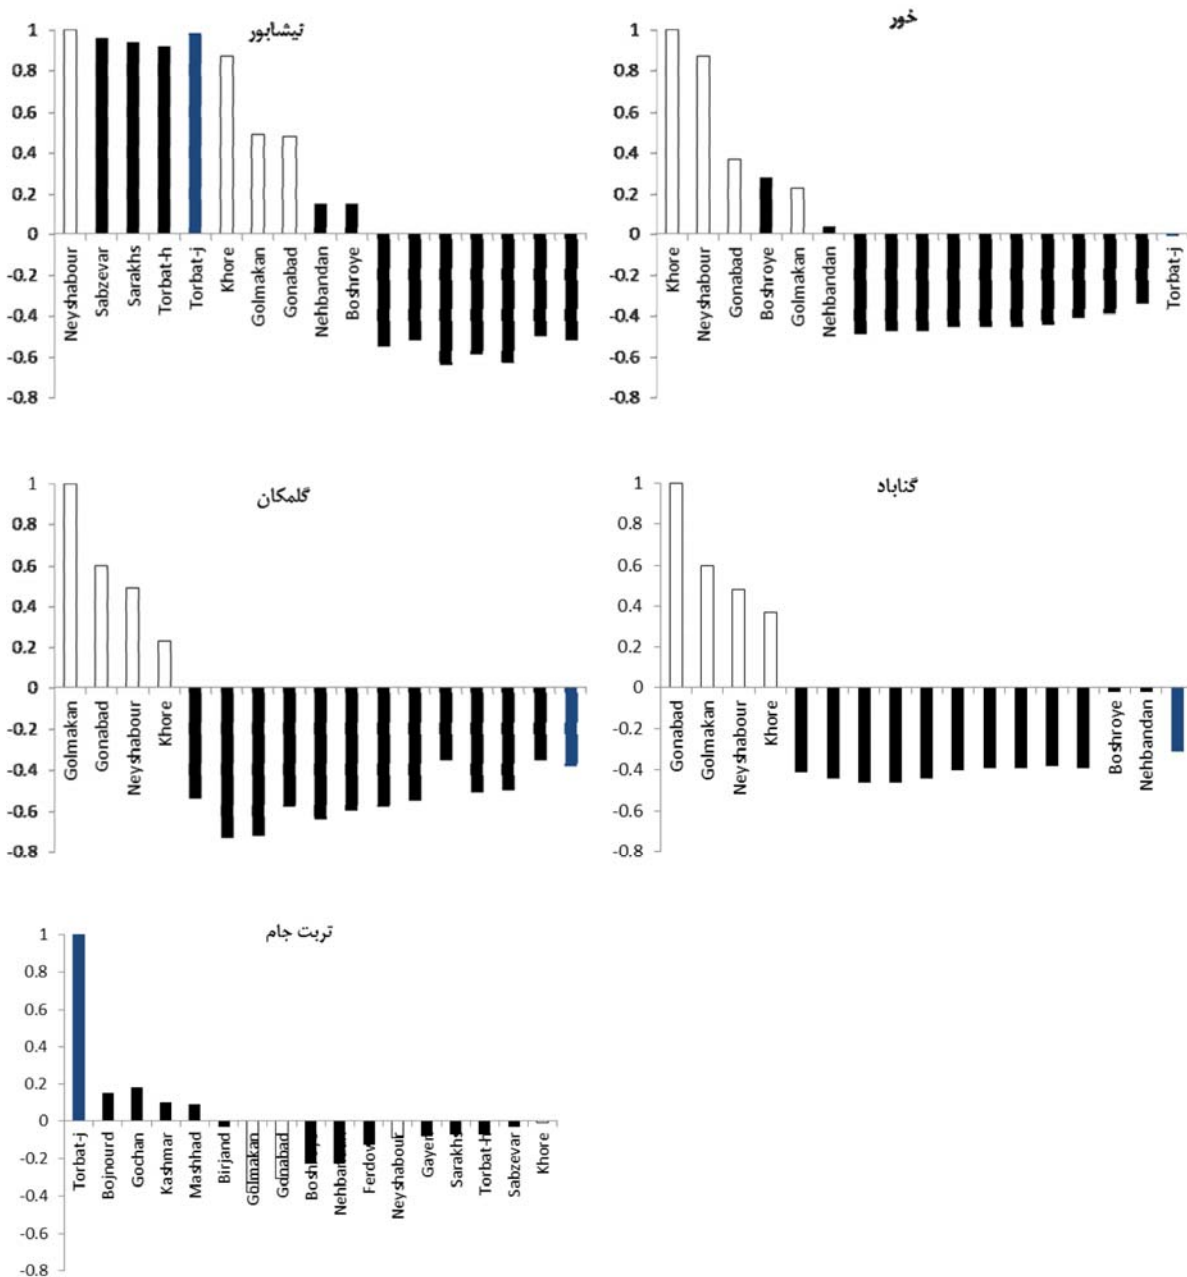 نیشابور
1
0.8
0.6
0.4
0.2
0
-0.2
-0.4
-0.6
-0.8
Neyshabour
Sabzevar
Sarakhs
Torbat-h
Torbat-j
Khore
Golmakan
Gonabad
Nehbandan
Boshroye
خور
1
0.8
0.6
0.4
0.2
0
-0.2
-0.4
-0.6
-0.8
Khore
Neyshabour
Gonabad
Boshroye
Golmakan
Nehbandan
Torbat-j
گلمکان
1
0.8
0.6
0.4
0.2
0
-0.2
-0.4
-0.6
-0.8
Golmakan
Gonabad
Neyshabour
Khore
گناباد
1
0.8
0.6
0.4
0.2
0
-0.2
-0.4
-0.6
-0.8
Gonabad
Golmakan
Neyshabour
Khore
Boshroye
Nehbandan
تربت جام
1
0.8
0.6
0.4
0.2
0
-0.2
-0.4
-0.6
-0.8
Torbat-j
Bojnourd
Gochan
Kashmar
Mashhad
Birjand
Golmakan
Gonabad
Neyshabour
Gayen
Sarakhs
Torbat-h
Sabzevar
Khore